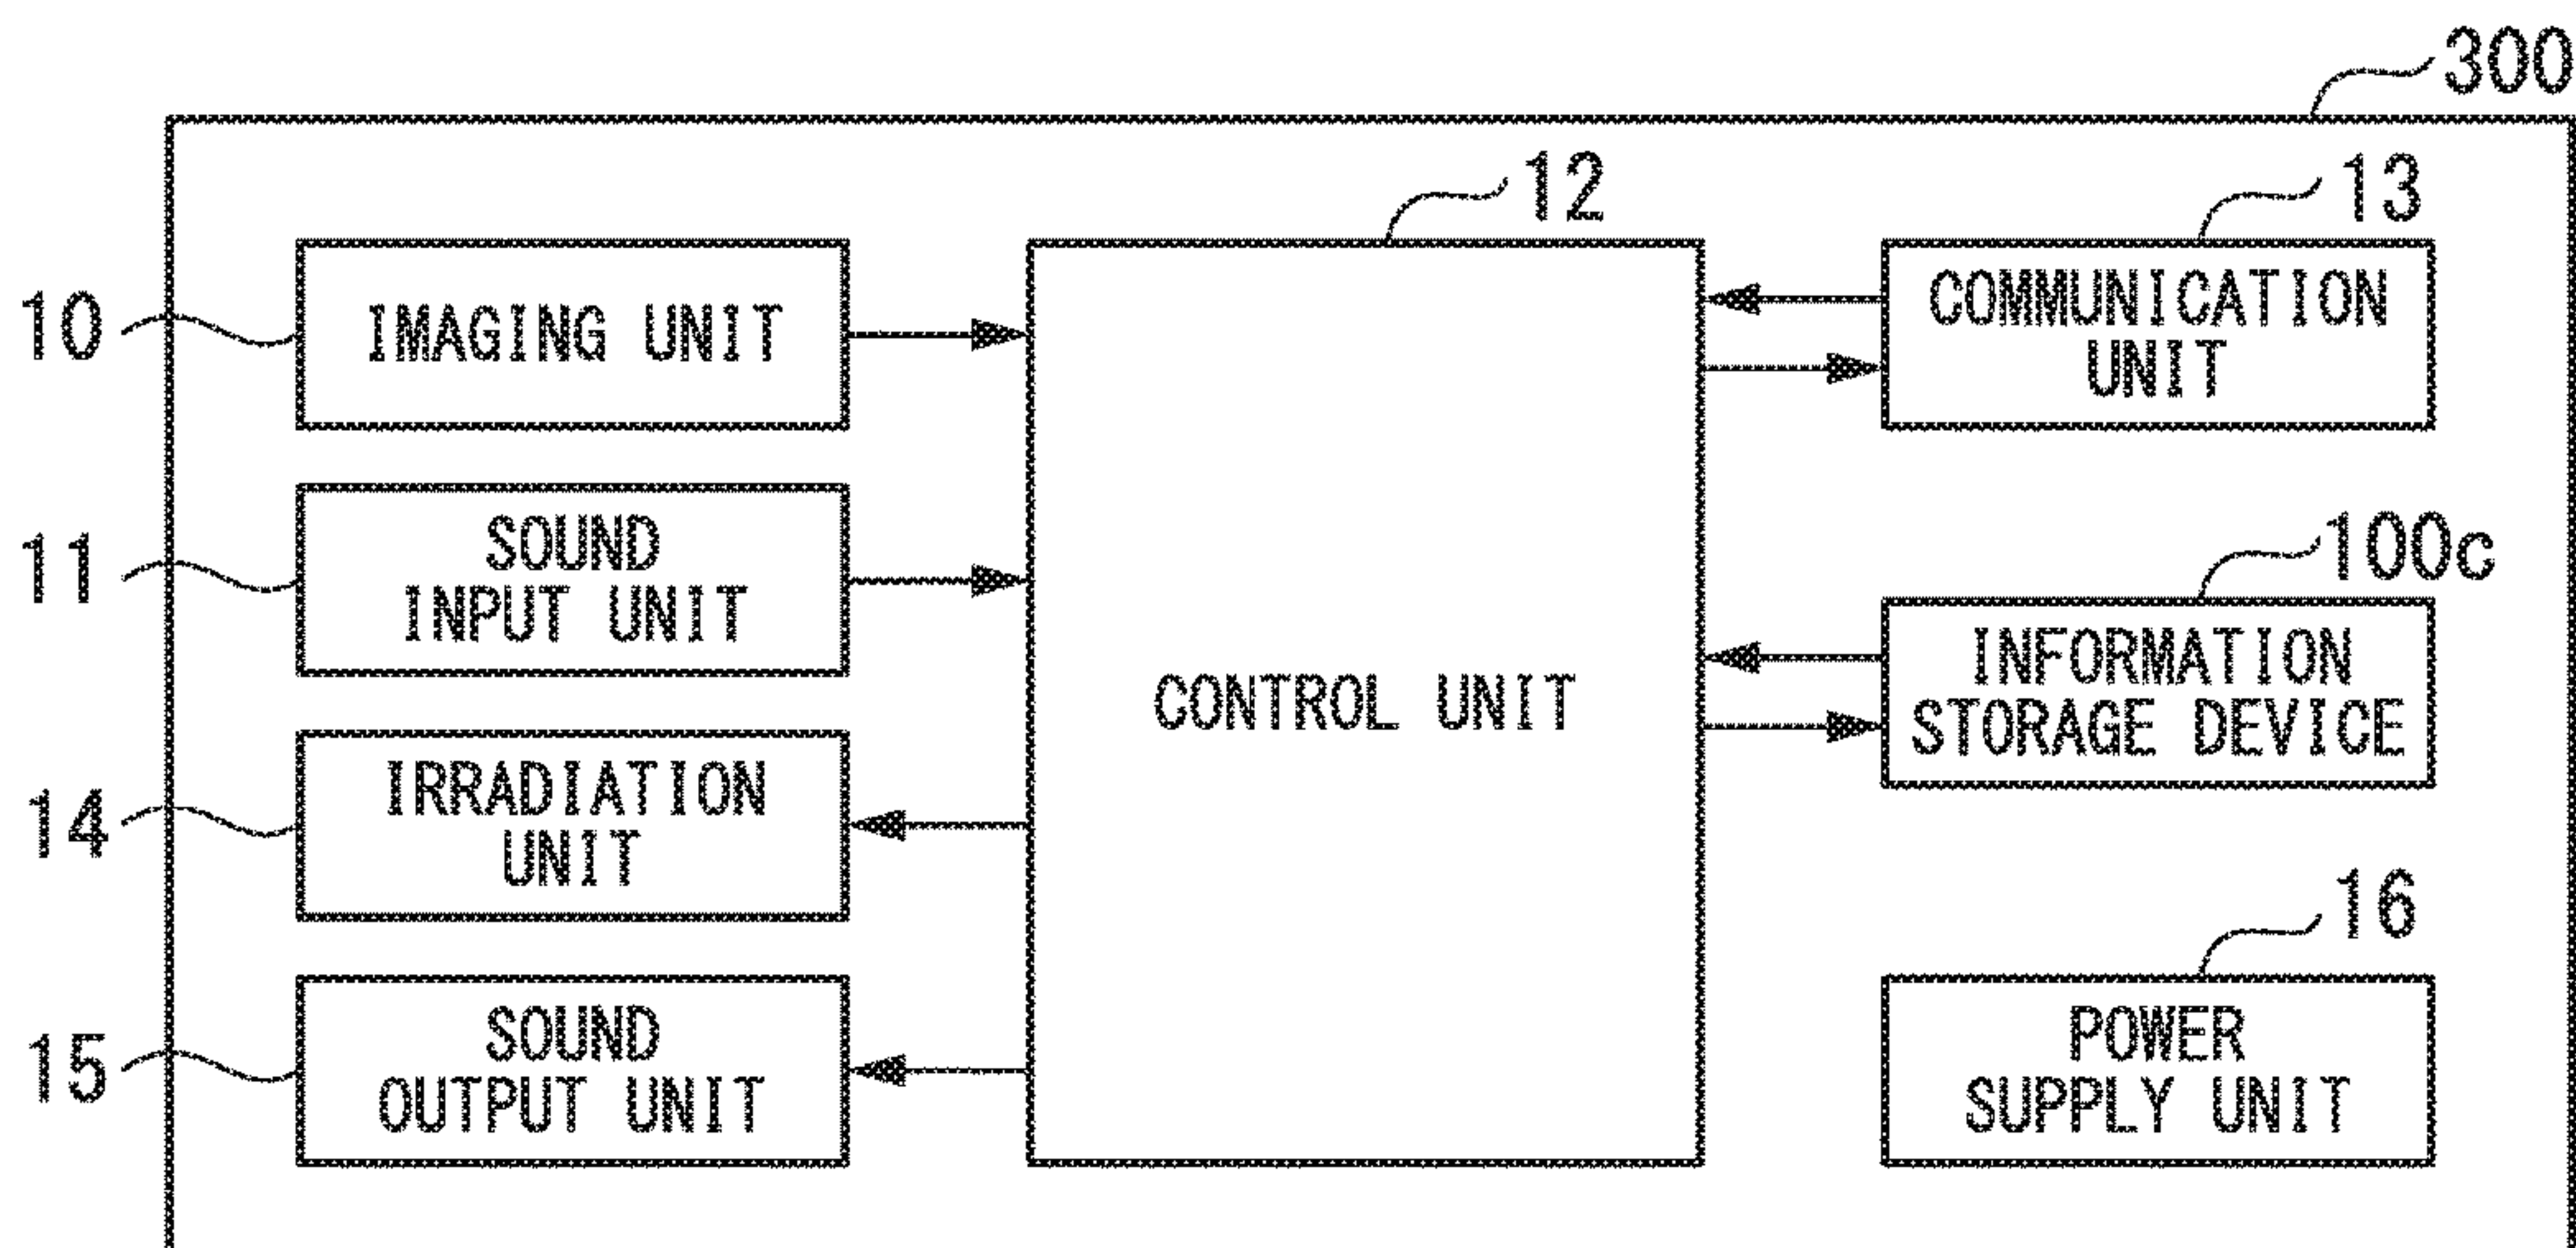 300
12
13
10
IMAGING UNIT
COMMUNICATION
UNIT
11
SOUND
INPUT UNIT
CONTROL UNIT
100c
INFORMATION
STORAGE DEVICE
14
IRRADIATION
UNIT
16
15
SOUND
OUTPUT UNIT
POWER
SUPPLY UNIT